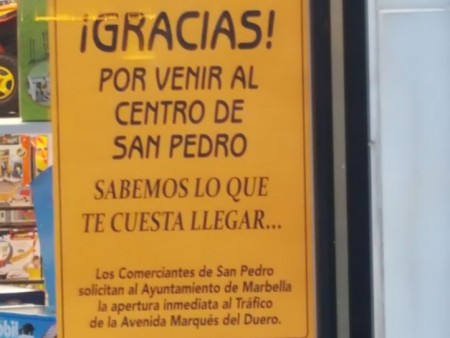 ¡GRACIAS!
POR VENIR AL
CENTRO DE
SAN PEDRO
SABEMOS LO QUE
TE CUESTA LLEGAR...
Los Comerciantes de San Pedro
solicitan al Ayuntamiento de Marbella
la apertura inmediata al Tráfico
de la Avenida Marqués del Duero.